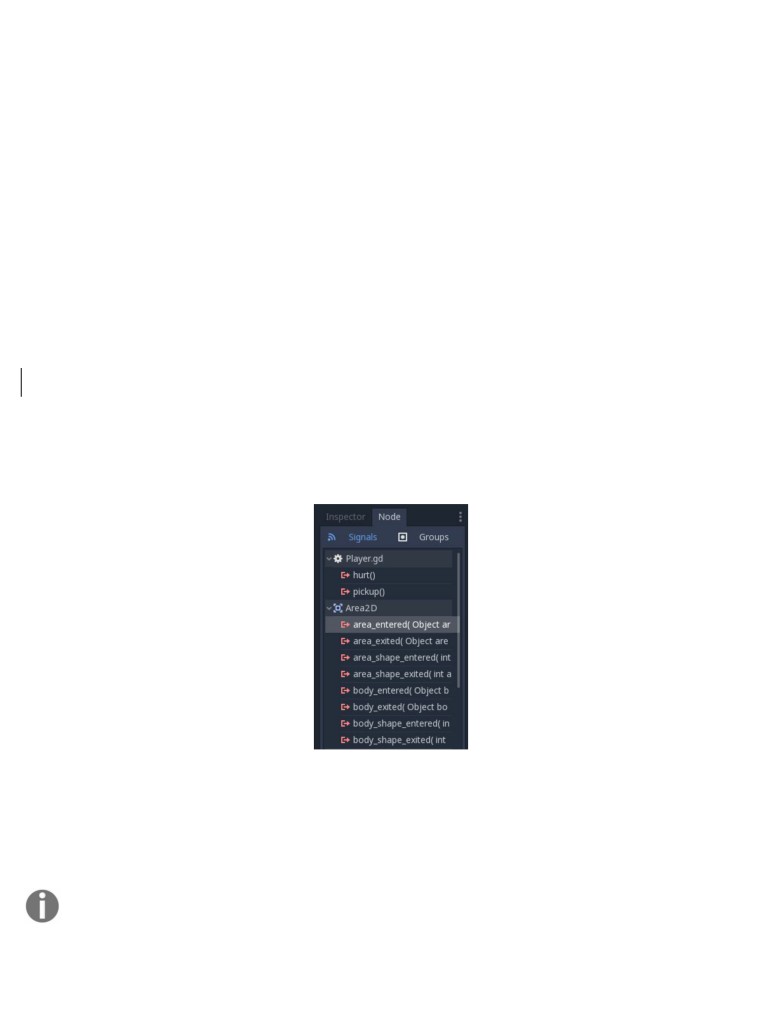 Inspector Node
Signals Groups
Player.gd
hurt()
pickup()
Area2D
area_entered( Object ar
area_exited( Object are
area_shape_entered( int
area_shape_exited( int a
body_entered( Object b
body_exited( Object bo
body_shape_entered( in
body_shape_exited( int